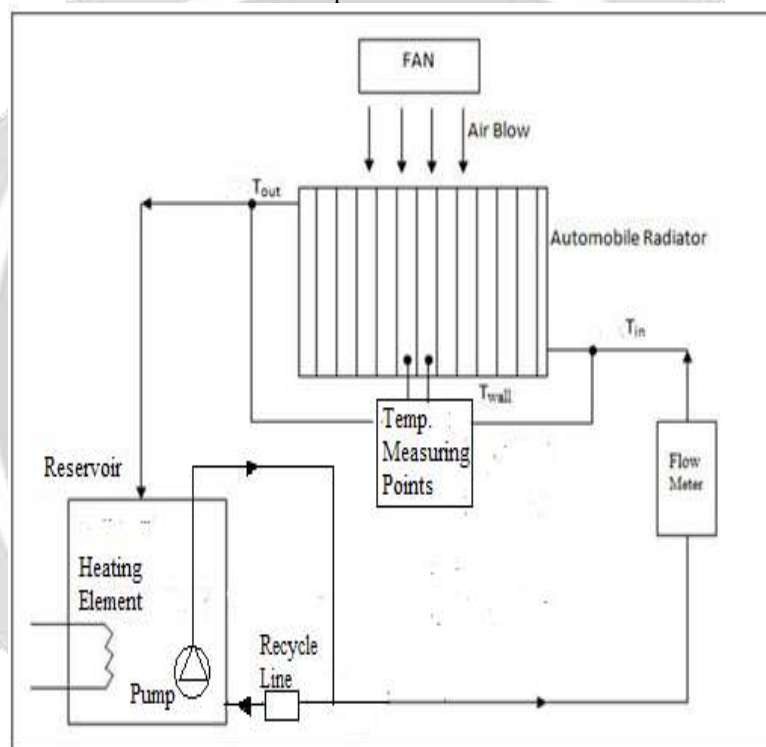 FAN
Air Blow
Tout
Automobile Radiator
Tin
Twall
Temp.
Measuring
Points
Flow
Meter
Reservoir
Heating
Element
Recycle
Line
Pump